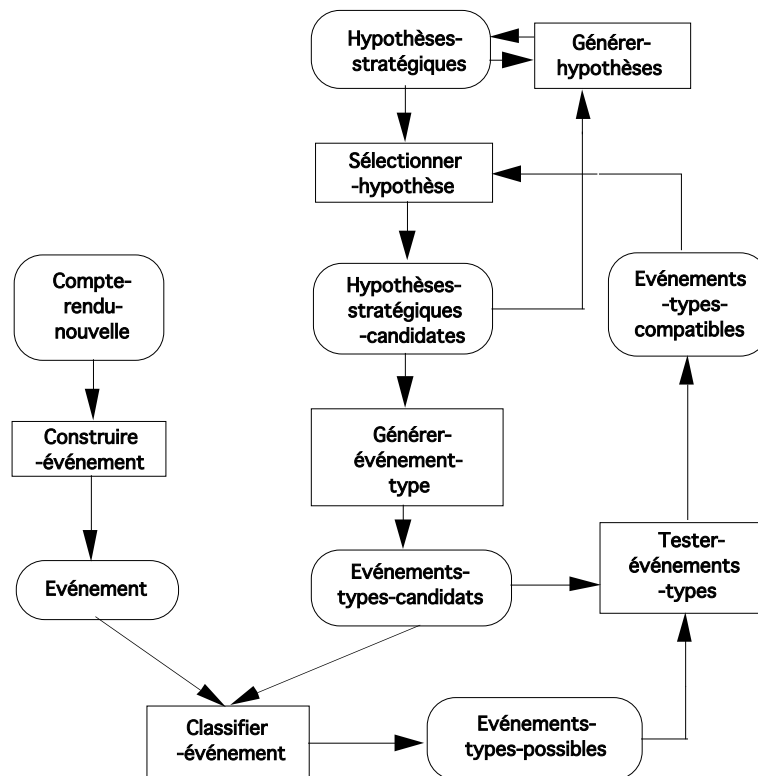 Hypothèses-
stratégiques
Générer-
hypothèses
Sélectionner
-hypothèse
Compte-
rendu-
nouvelle
Hypothèses-
stratégiques
-candidates
Evénements
-types-
compatibles
Construire
-événement
Générer-
événement-
type
Evénement
Evénements-
types-candidats
Tester-
événements
-types
Classifier
-événement
Evénements-
types-possibles